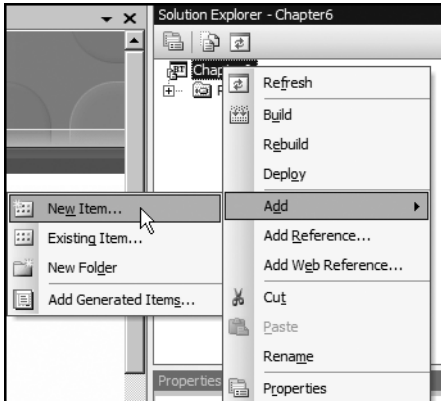 Solution Explorer - Chapter6
BT
Refresh
Build
Rebuild
Deploy
Add
Add Reference...
Add Web Reference...
Cut
Paste
Rename
Properties
New Item...
Existing Item...
New Folder
Add Generated Items...
Properties